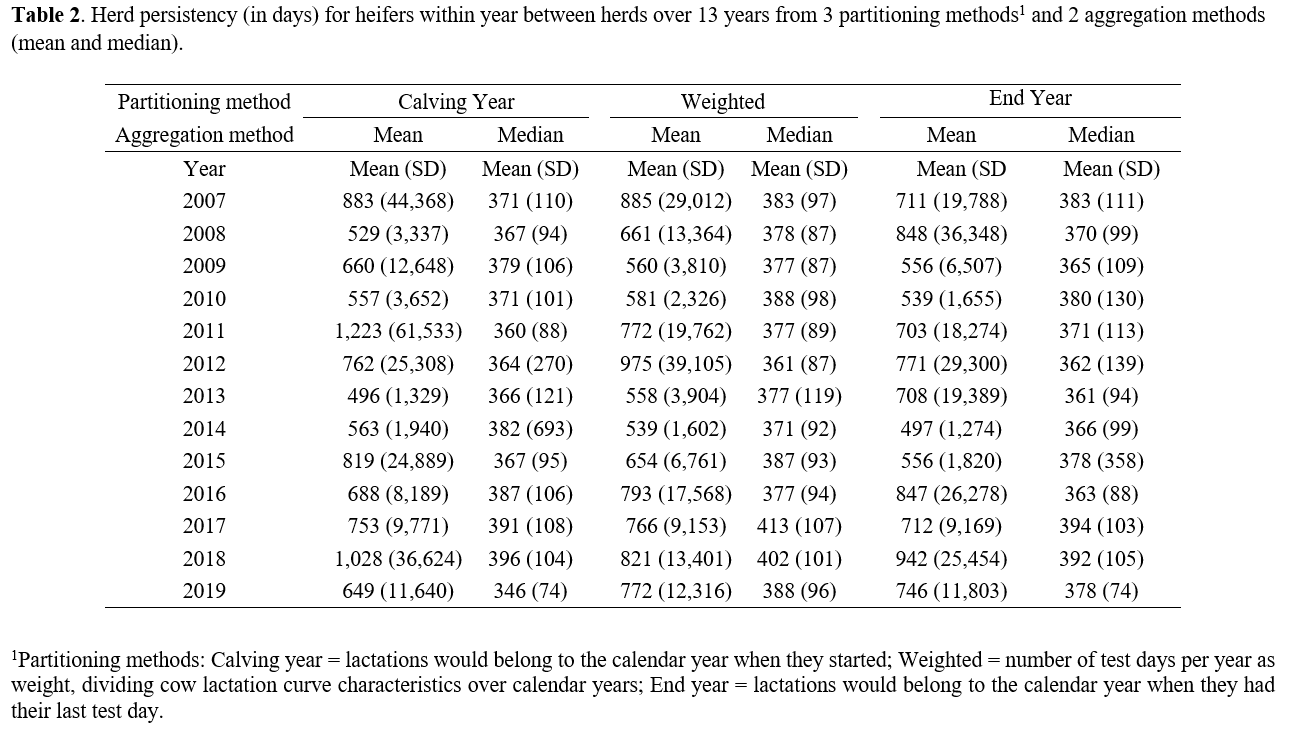 Table 2. Herd persistency (in days) for heifers within year between herds over 13 years from 3 partitioning methods¹ and 2 aggregation methods
(mean and median).
Partitioning method Calving Year Weighted End Year
Aggregation method Mean Median Mean Median Mean Median
Year Mean (SD) Mean (SD) Mean (SD) Mean (SD) Mean (SD Mean (SD)
2007 883 (44,368) 371 (110) 885 (29,012) 383 (97) 711 (19,788) 383 (111)
2008 529 (3,337) 367 (94) 661 (13,364) 378 (87) 848 (36,348) 370 (99)
2009 660 (12,648) 379 (106) 560 (3,810) 377 (87) 556 (6,507) 365 (109)
2010 557 (3,652) 371 (101) 581 (2,326) 388 (98) 539 (1,655) 380 (130)
2011 1,223 (61,533) 360 (88) 772 (19,762) 377 (89) 703 (18,274) 371 (113)
2012 762 (25,308) 364 (270) 975 (39,105) 361 (87) 771 (29,300) 362 (139)
2013 496 (1,329) 366 (121) 558 (3,904) 377 (119) 708 (19,389) 361 (94)
2014 563 (1,940) 382 (693) 539 (1,602) 371 (92) 497 (1,274) 366 (99)
2015 819 (24,889) 367 (95) 654 (6,761) 387 (93) 556 (1,820) 378 (358)
2016 688 (8,189) 387 (106) 793 (17,568) 377 (94) 847 (26,278) 363 (88)
2017 753 (9,771) 391 (108) 766 (9,153) 413 (107) 712 (9,169) 394 (103)
2018 1,028 (36,624) 396 (104) 821 (13,401) 402 (101) 942 (25,454) 392 (105)
2019 649 (11,640) 346 (74) 772 (12,316) 388 (96) 746 (11,803) 378 (74)
¹Partitioning methods: Calving year = lactations would belong to the calendar year when they started; Weighted = number of test days per year as
weight, dividing cow lactation curve characteristics over calendar years; End year = lactations would belong to the calendar year when they had
their last test day.